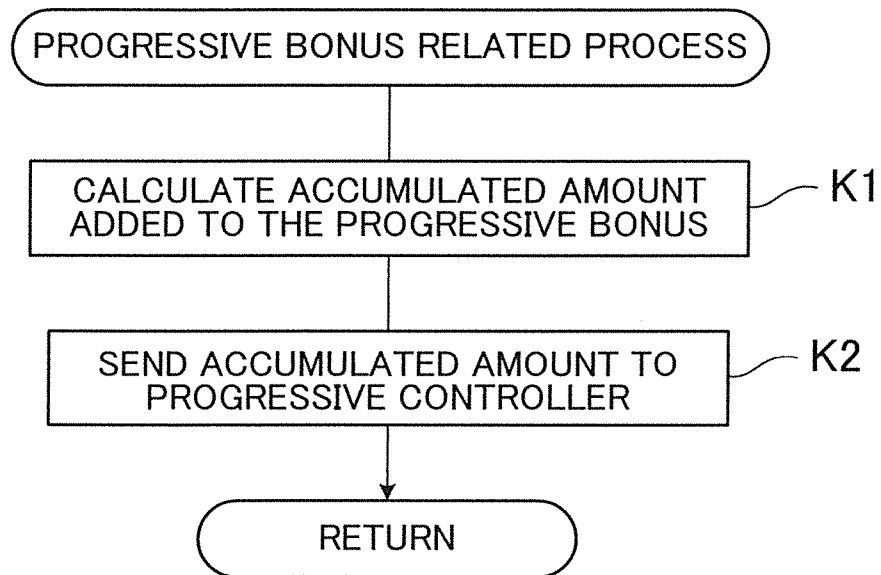 PROGRESSIVE BONUS RELATED PROCESS
CALCULATE ACCUMULATED AMOUNT
ADDED TO THE PROGRESSIVE BONUS
K1
SEND ACCUMULATED AMOUNT TO
PROGRESSIVE CONTROLLER
K2
RETURN